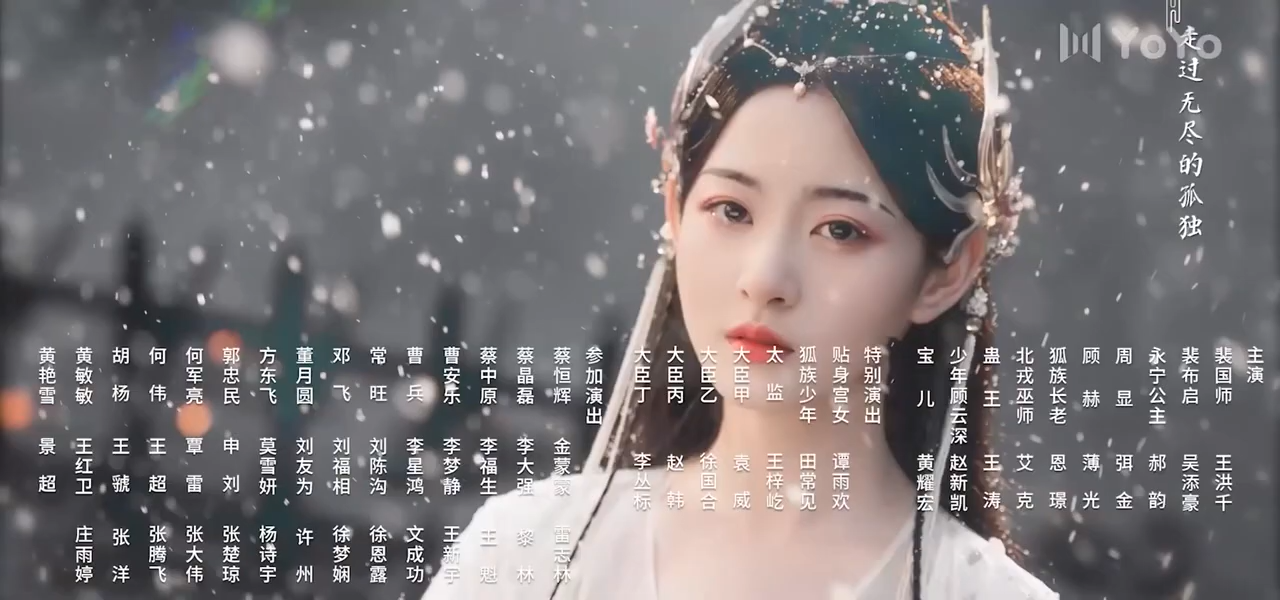 YoYo
走过无尽的孤独
主演
裴国师 王洪千
裴布启 吴添豪
永宁公主 郝韵
周显 弭金
顾赫 薄光
狐族长老 恩璟
北戎巫师 艾克
蛊王 王涛
少年顾云深 赵新凯
宝儿 黄耀宏
特别演出
贴身宫女 谭雨欢
狐族少年 田常见
太监 王梓屹
大臣甲 袁威
大臣乙 徐国合
大臣丙 赵韩
大臣丁 李丛标
参加演出
蔡恒辉 金蒙蒙 雷志林
蔡晶磊 李大强 黎林
蔡中原 李福生 王魁
曹安乐 李梦静 王新宇
曹兵 李星鸿 文成功
常旺 刘陈沟 徐恩露
邓飞 刘福相 徐梦娴
董月圆 刘友为 许州
方东飞 莫雪妍 杨诗宇
郭忠民 申刘 张楚琼
何军亮 覃雷 张大伟
何伟 王超 张腾飞
胡杨 王虢 张洋
黄敏敏 王红卫 庄雨婷
黄艳雪 景超